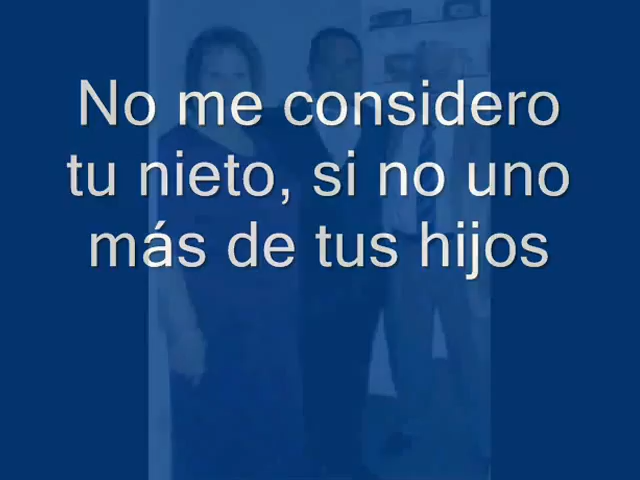 No me considero
tu nieto, si no uno
más de tus hijos